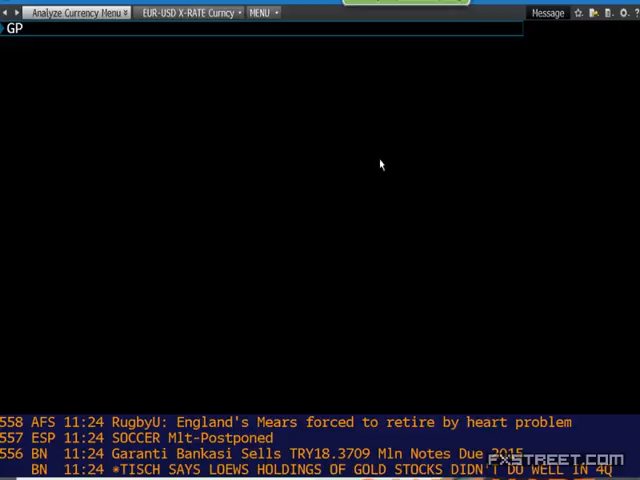 Analyze Currency Menu EUR-USD X-RATE Curncy MENU Message
GP
558 AFS 11:24 RugbyU: England's Mears forced to retire by heart problem
557 ESP 11:24 SOCCER Mlt-Postponed
556 BN 11:24 Garanti Bankasi Sells TRY18.3709 Mln Notes Due 2015
BN 11:24 *TISCH SAYS LOEWS HOLDINGS OF GOLD STOCKS DIDN'T DO WELL IN 4Q
FXSTREET.COM